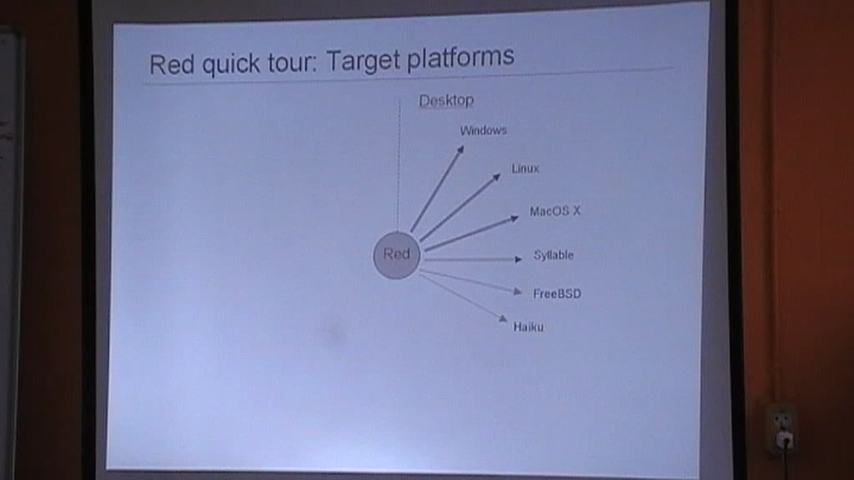 Red quick tour: Target platforms
Desktop
Windows
Linux
MacOS X
Red
Syllable
FreeBSD
Haiku